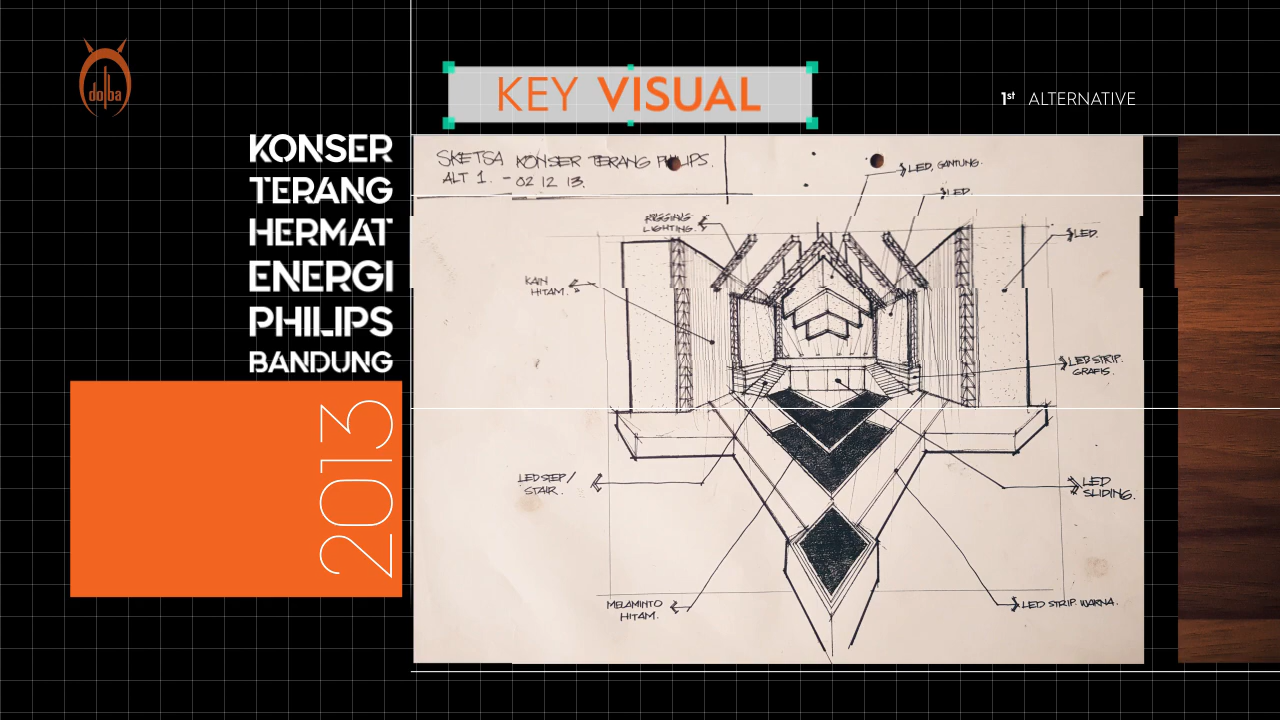 dolba
KEY VISUAL
1st ALTERNATIVE
KONSER
TERANG
HERMAT
ENERGI
PHILIPS
BANDUNG
2013
SKETSA KONSER TERANG PHILIPS.
ALT 1. - 02 12 13.
LED, GANTUNG.
LED.
RIGGING
LIGHTING.
LED.
KAIN
HITAM.
LED STRIP.
GRAFIS.
LED STEP/
STAIR.
LED
SLIDING.
MELAMINTO
HITAM.
LED STRIP. WARNA.